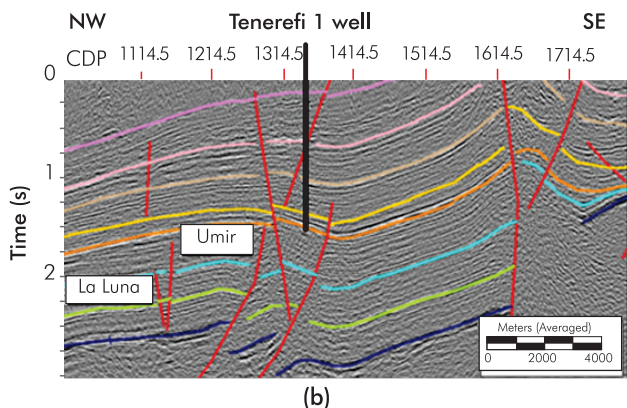 NW Tenerefi 1 well SE
CDP 1114.5 1214.5 1314.5 1414.5 1514.5 1614.5 1714.5
0
1
Time (s)
Umir
2
La Luna
Meters (Averaged)
0 2000 4000
(b)